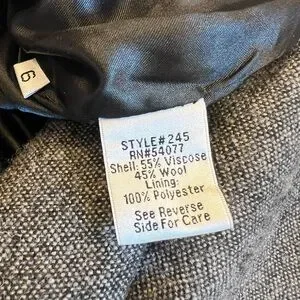 6
STYLE#245
RN#54077
Shell: 55% Viscose
45% Wool
Lining:
100% Polyester
See Reverse
Side For Care